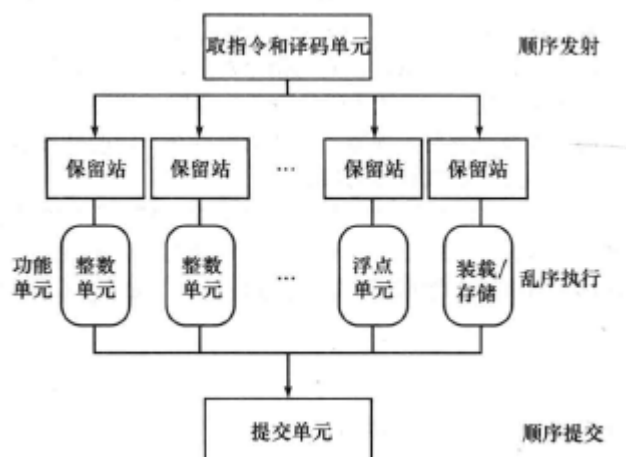 取指令和译码单元 顺序发射
保留站 保留站 … 保留站 保留站
功能 整数 整数 … 浮点 装载/ 乱序执行
单元 单元 单元 单元 存储
提交单元 顺序提交